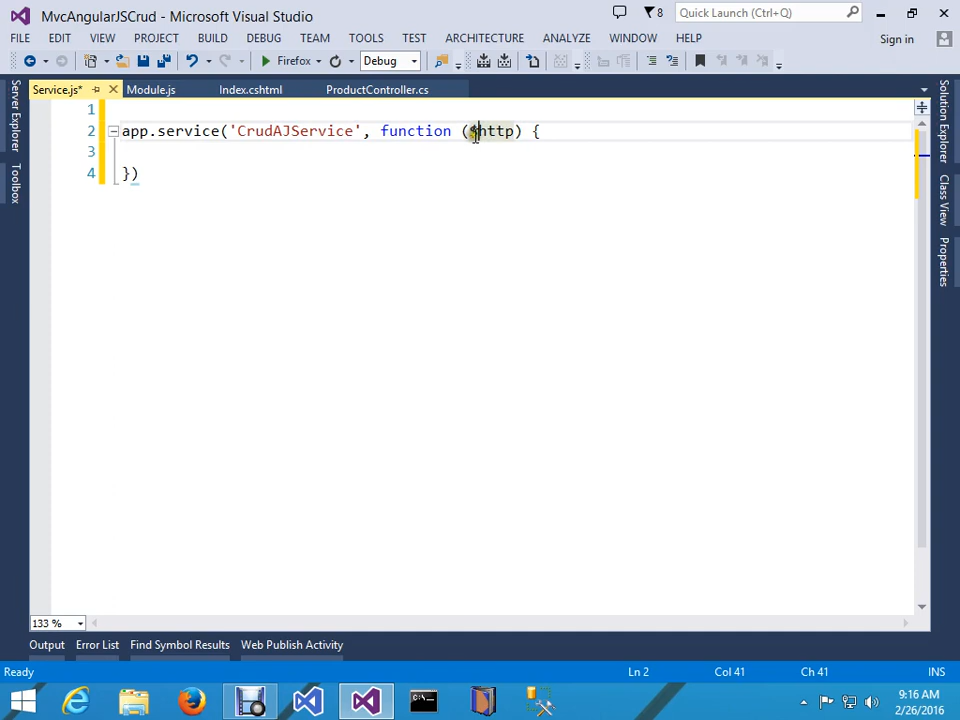 MvcAngularJSCrud - Microsoft Visual Studio
8
Quick Launch (Ctrl+Q)
FILE EDIT VIEW PROJECT BUILD DEBUG TEAM TOOLS TEST ARCHITECTURE ANALYZE WINDOW HELP
Sign in
Firefox
Debug
Service.js* Module.js Index.cshtml ProductController.cs
Server Explorer
Toolbox
Solution Explorer
Class View
Properties
1
2 app.service('CrudAJService', function ($http) {
3
4 })
133 %
Output Error List Find Symbol Results Web Publish Activity
Ready Ln 2 Col 41 Ch 41 INS
9:16 AM
2/26/2016